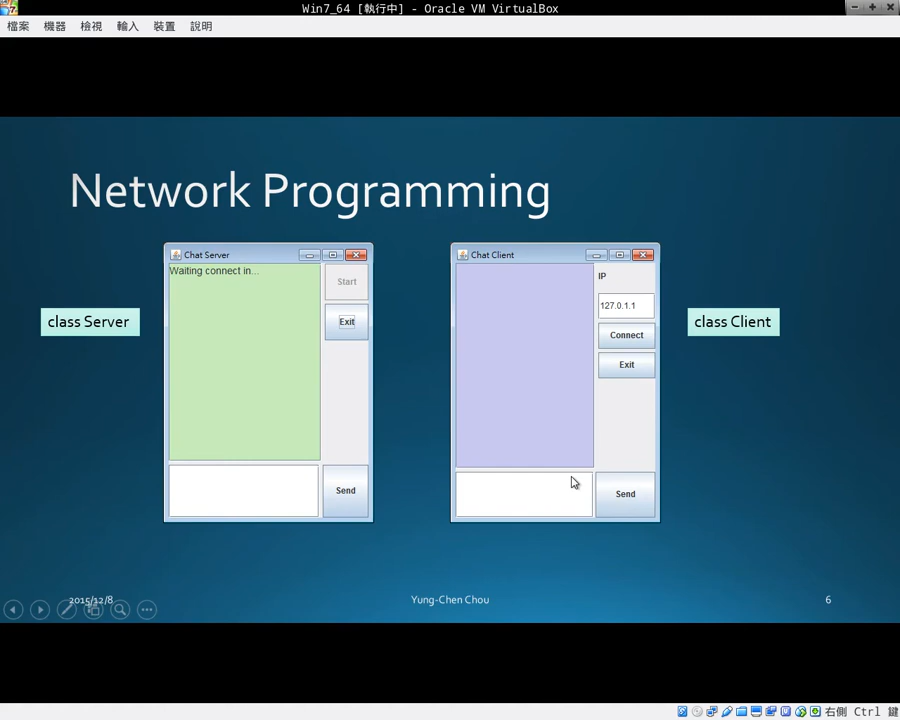 Win7_64 [執行中] - Oracle VM VirtualBox
檔案 機器 檢視 輸入 裝置 說明
Network Programming
Chat Server
Waiting connect in...
Start
Exit
Send
class Server
Chat Client
IP
127.0.1.1
Connect
Exit
Send
class Client
2015/12/8
Yung-Chen Chou
6
右側 Ctrl 鍵